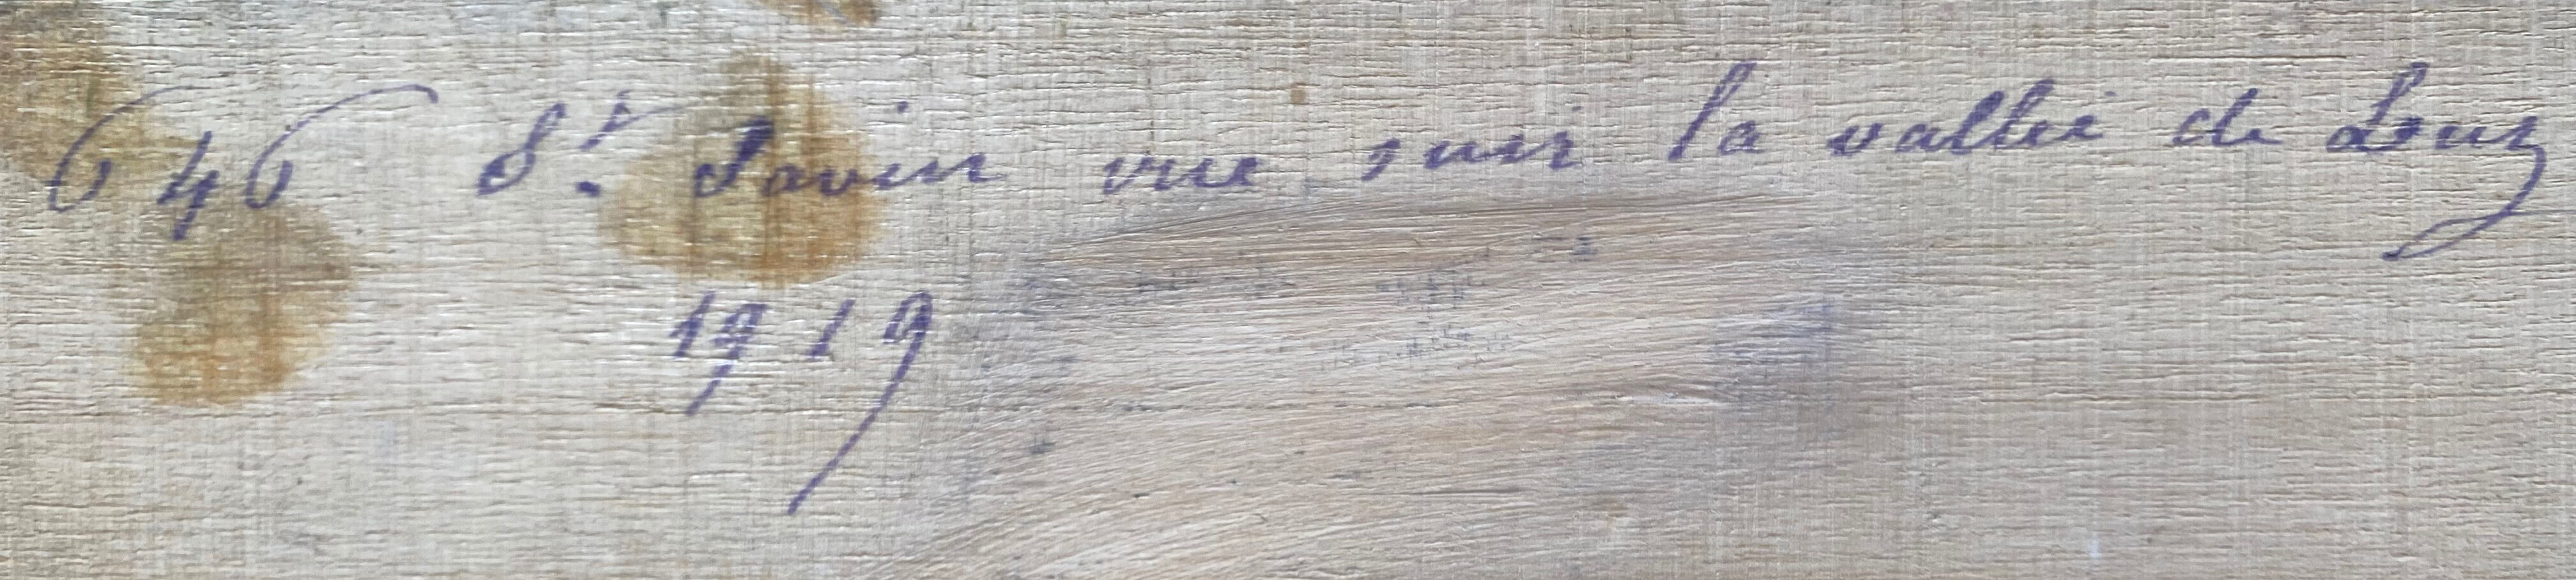 646 St. Savin vue sur la vallée de Luz
1919